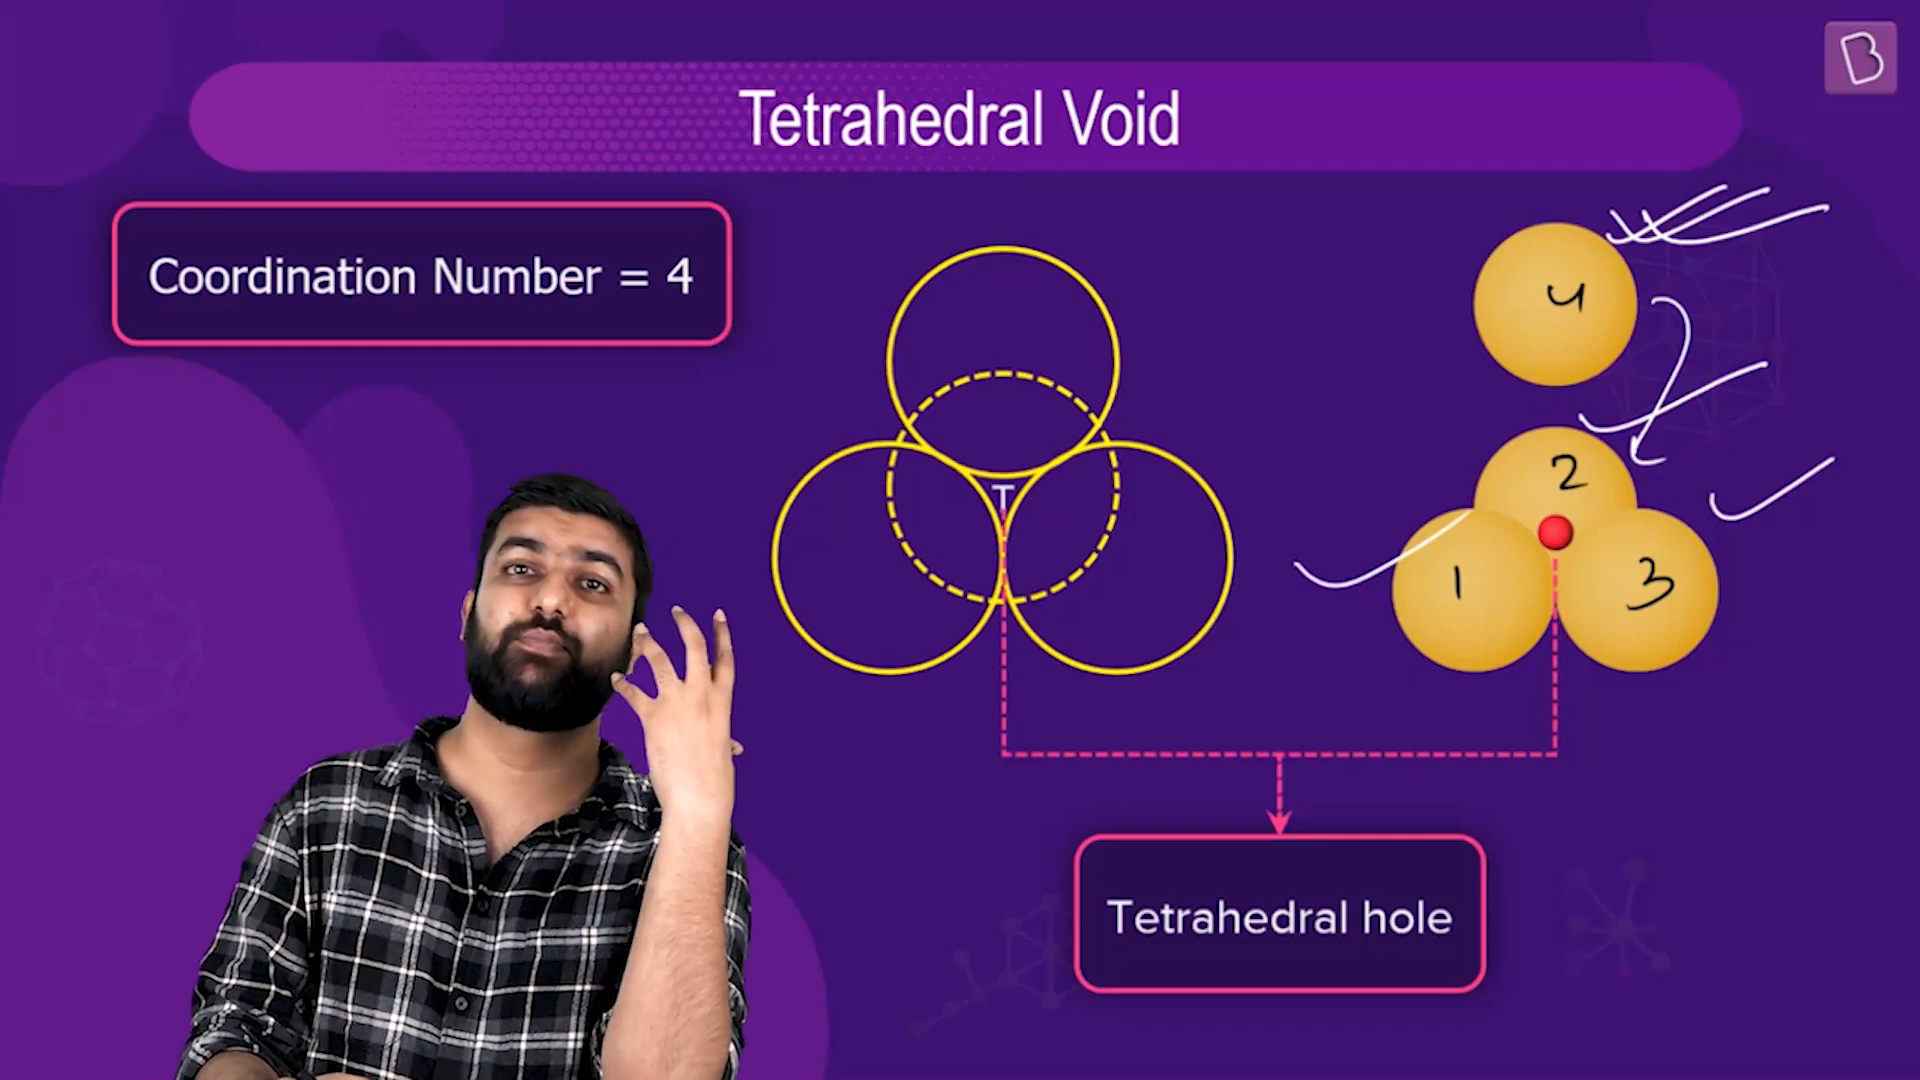 Tetrahedral Void
B
Coordination Number = 4
4
2
T
1
3
Tetrahedral hole